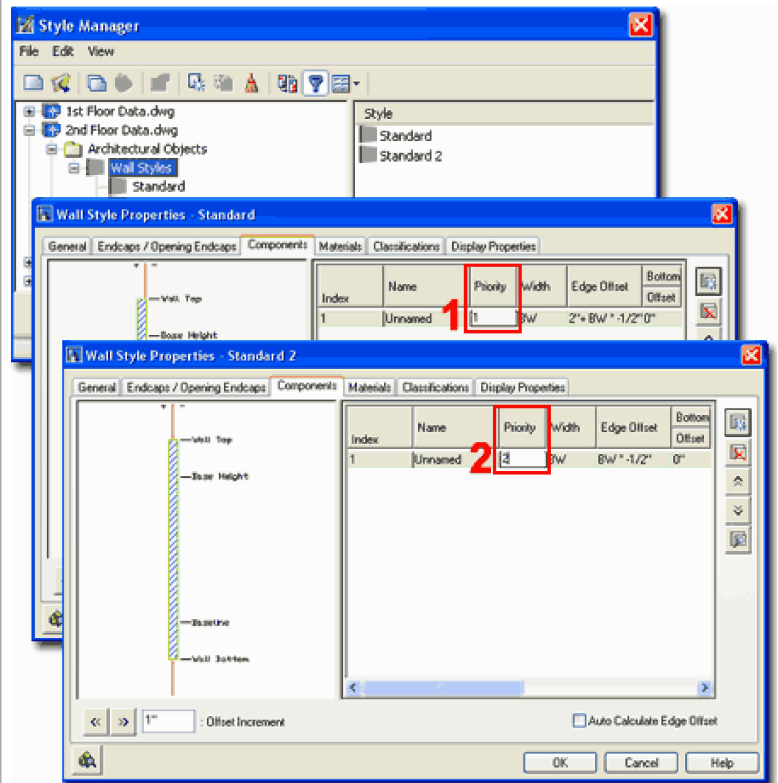 Style Manager
File Edit View
1st Floor Data.dwg
2nd Floor Data.dwg
Architectural Objects
Wall Styles
Standard
Style
Standard
Standard 2
Wall Style Properties - Standard
General Endcaps / Opening Endcaps Components Materials Classifications Display Properties
Index Name Priority Width Edge Offset Bottom Offset
1 Unnamed 1 BW 2"+ BW * -1/2" 0"
Wall Top
Base Height
1
Wall Style Properties - Standard 2
General Endcaps / Opening Endcaps Components Materials Classifications Display Properties
Index Name Priority Width Edge Offset Bottom Offset
1 Unnamed 2 BW BW * -1/2" 0"
2
Wall Top
Base Height
Baseline
Wall Bottom
1" : Offset Increment
Auto Calculate Edge Offset
OK Cancel Help